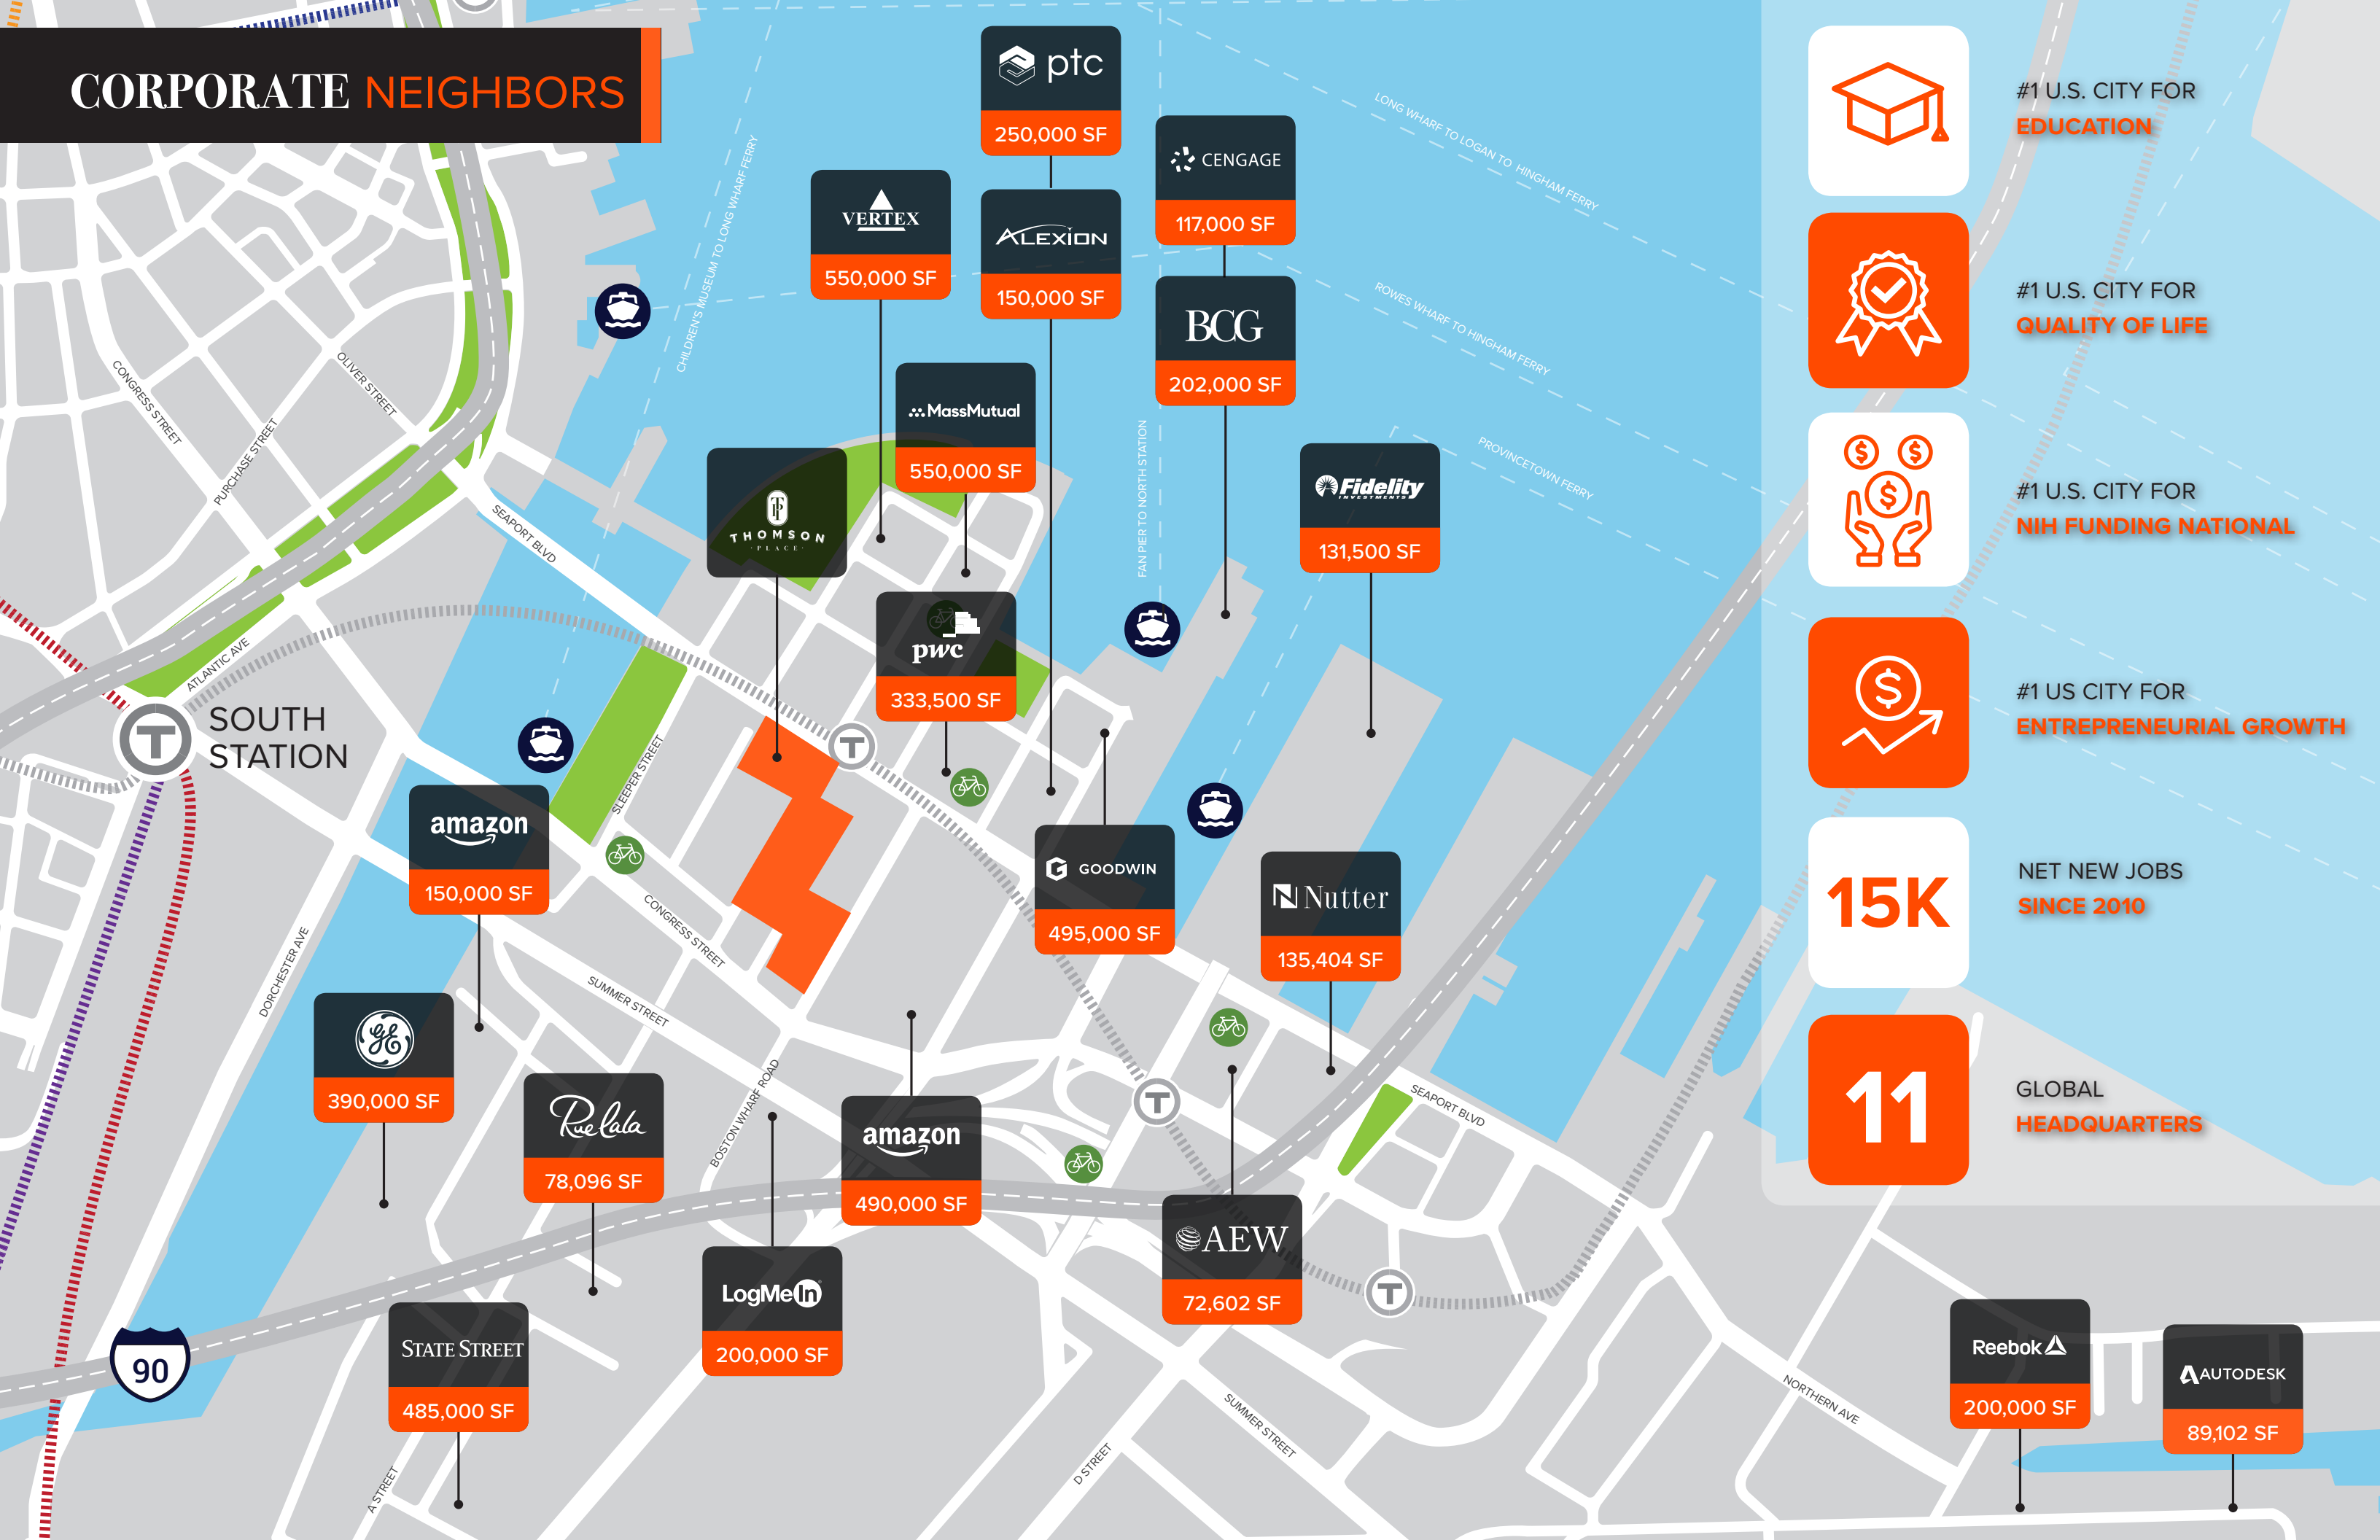 CORPORATE NEIGHBORS
ptc
250,000 SF
CENGAGE
117,000 SF
VERTEX
550,000 SF
ALEXION
150,000 SF
BCG
202,000 SF
MassMutual
550,000 SF
Fidelity
INVESTMENTS
131,500 SF
TP
THOMSON
· PLACE ·
pwc
333,500 SF
amazon
150,000 SF
GOODWIN
495,000 SF
Nutter
135,404 SF
GE
390,000 SF
Rue lala
78,096 SF
amazon
490,000 SF
AEW
72,602 SF
LogMeIn
200,000 SF
STATE STREET
485,000 SF
Reebok
200,000 SF
AUTODESK
89,102 SF
CHILDREN'S MUSEUM TO LONG WHARF FERRY
LONG WHARF TO LOGAN TO HINGHAM FERRY
ROWES WHARF TO HINGHAM FERRY
PROVINCETOWN FERRY
FAN PIER TO NORTH STATION
CONGRESS STREET
OLIVER STREET
PURCHASE STREET
SEAPORT BLVD
ATLANTIC AVE
T
SOUTH
STATION
SLEEPER STREET
T
CONGRESS STREET
DORCHESTER AVE
SUMMER STREET
BOSTON WHARF ROAD
T
SEAPORT BLVD
T
90
A STREET
D STREET
SUMMER STREET
NORTHERN AVE
#1 U.S. CITY FOR
EDUCATION
#1 U.S. CITY FOR
QUALITY OF LIFE
$ $
$
#1 U.S. CITY FOR
NIH FUNDING NATIONAL
$
#1 US CITY FOR
ENTREPRENEURIAL GROWTH
15K
NET NEW JOBS
SINCE 2010
11
GLOBAL
HEADQUARTERS